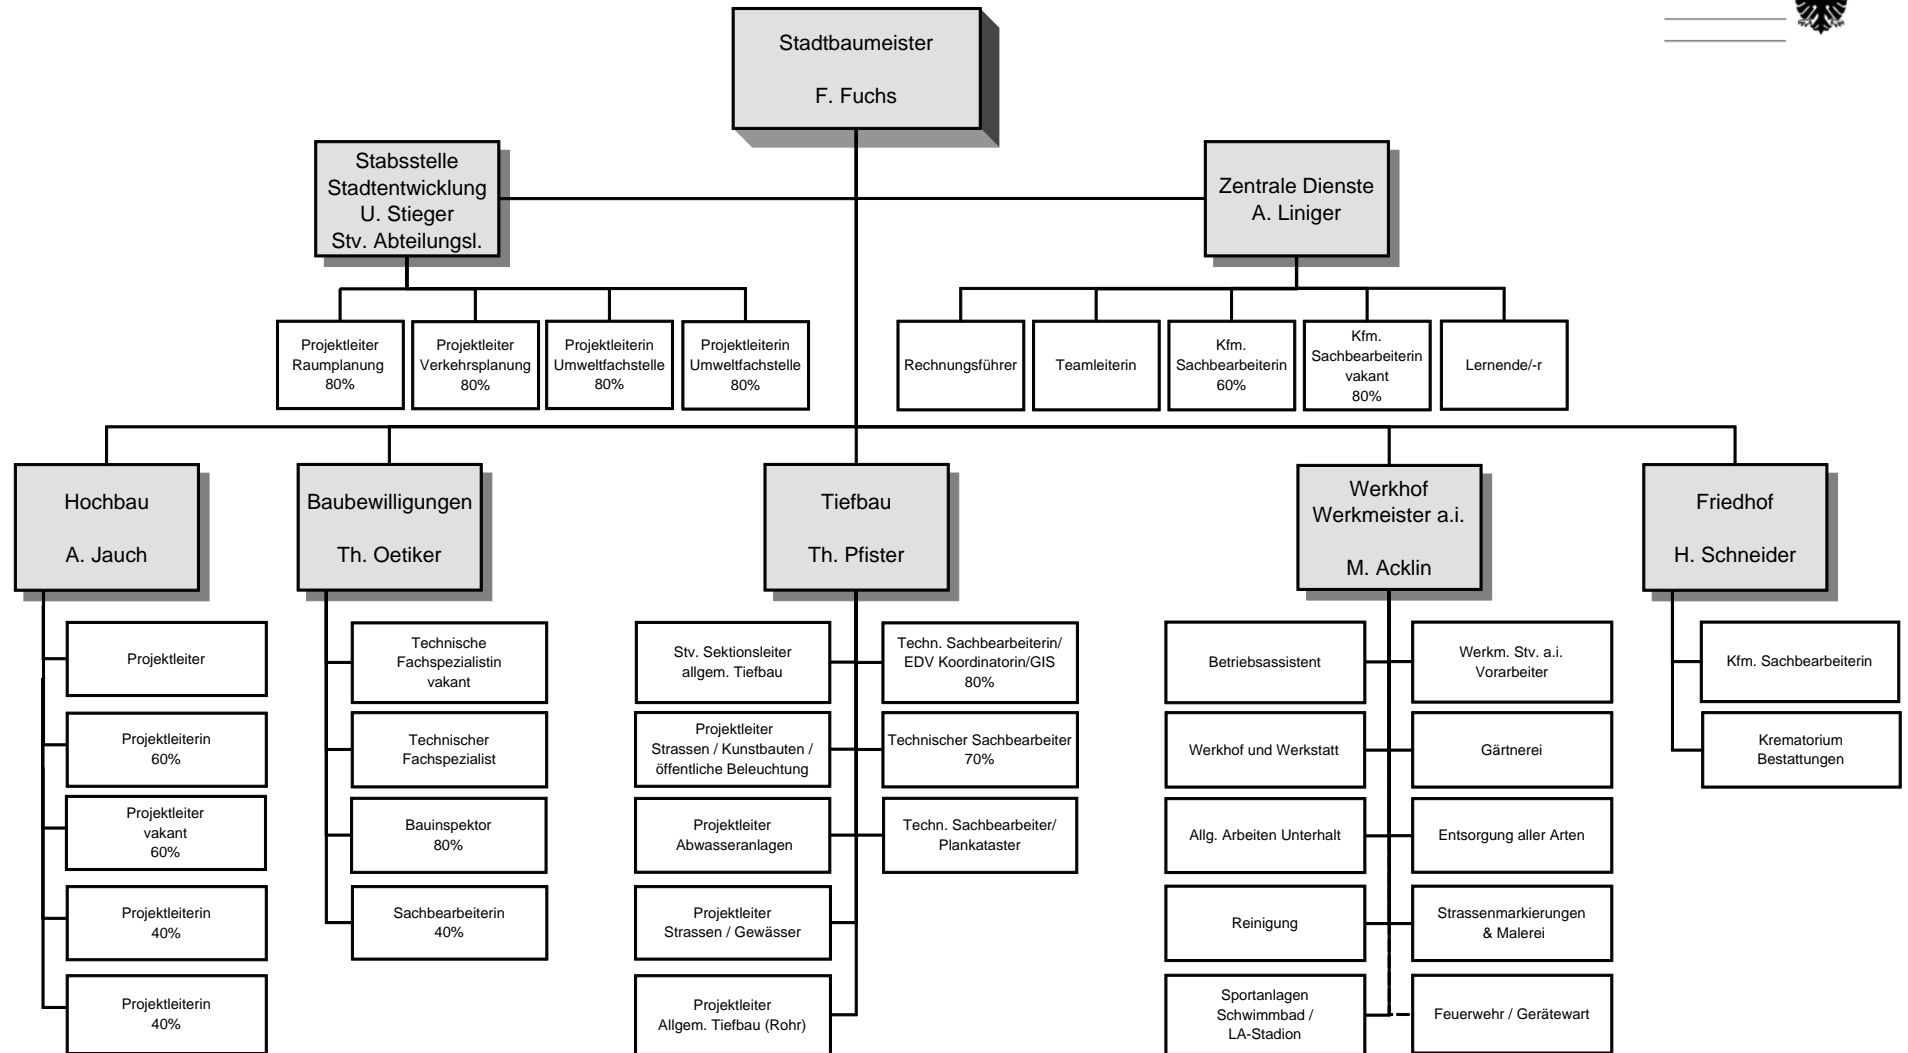 Stadtbaumeister
F. Fuchs
Stabsstelle
Stadtentwicklung
U. Stieger
Stv. Abteilungsl.
Zentrale Dienste
A. Liniger
Projektleiter
Raumplanung
80%
Projektleiter
Verkehrsplanung
80%
Projektleiterin
Umweltfachstelle
80%
Projektleiterin
Umweltfachstelle
80%
Rechnungsführer
Teamleiterin
Kfm.
Sachbearbeiterin
60%
Kfm.
Sachbearbeiterin
vakant
80%
Lernende/-r
Hochbau
A. Jauch
Baubewilligungen
Th. Oetiker
Tiefbau
Th. Pfister
Werkhof
Werkmeister a.i.
M. Acklin
Friedhof
H. Schneider
Projektleiter
Projektleiterin
60%
Projektleiter
vakant
60%
Projektleiterin
40%
Projektleiterin
40%
Technische
Fachspezialistin
vakant
Technischer
Fachspezialist
Bauinspektor
80%
Sachbearbeiterin
40%
Stv. Sektionsleiter
allgem. Tiefbau
Projektleiter
Strassen / Kunstbauten /
öffentliche Beleuchtung
Projektleiter
Abwasseranlagen
Projektleiter
Strassen / Gewässer
Projektleiter
Allgem. Tiefbau (Rohr)
Techn. Sachbearbeiterin/
EDV Koordinatorin/GIS
80%
Technischer Sachbearbeiter
70%
Techn. Sachbearbeiter/
Plankataster
Betriebsassistent
Werkhof und Werkstatt
Allg. Arbeiten Unterhalt
Reinigung
Sportanlagen
Schwimmbad /
LA-Stadion
Werkm. Stv. a.i.
Vorarbeiter
Gärtnerei
Entsorgung aller Arten
Strassenmarkierungen
& Malerei
Feuerwehr / Gerätewart
Kfm. Sachbearbeiterin
Krematorium
Bestattungen